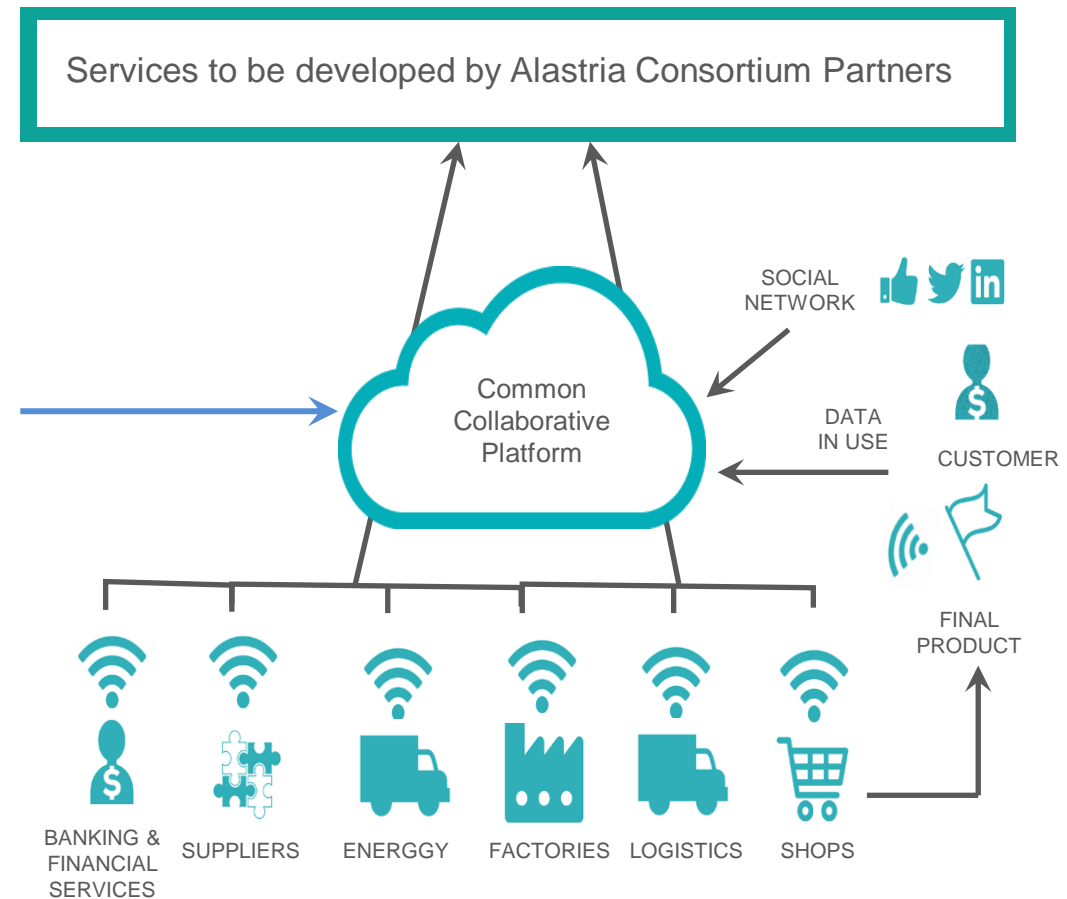 Services to be developed by Alastria Consortium Partners
SOCIAL
NETWORK
in
Common
Collaborative
Platform
DATA
IN USE
$
CUSTOMER
FINAL
PRODUCT
$
BANKING &
FINANCIAL
SERVICES
SUPPLIERS
ENERGGY
FACTORIES
LOGISTICS
SHOPS